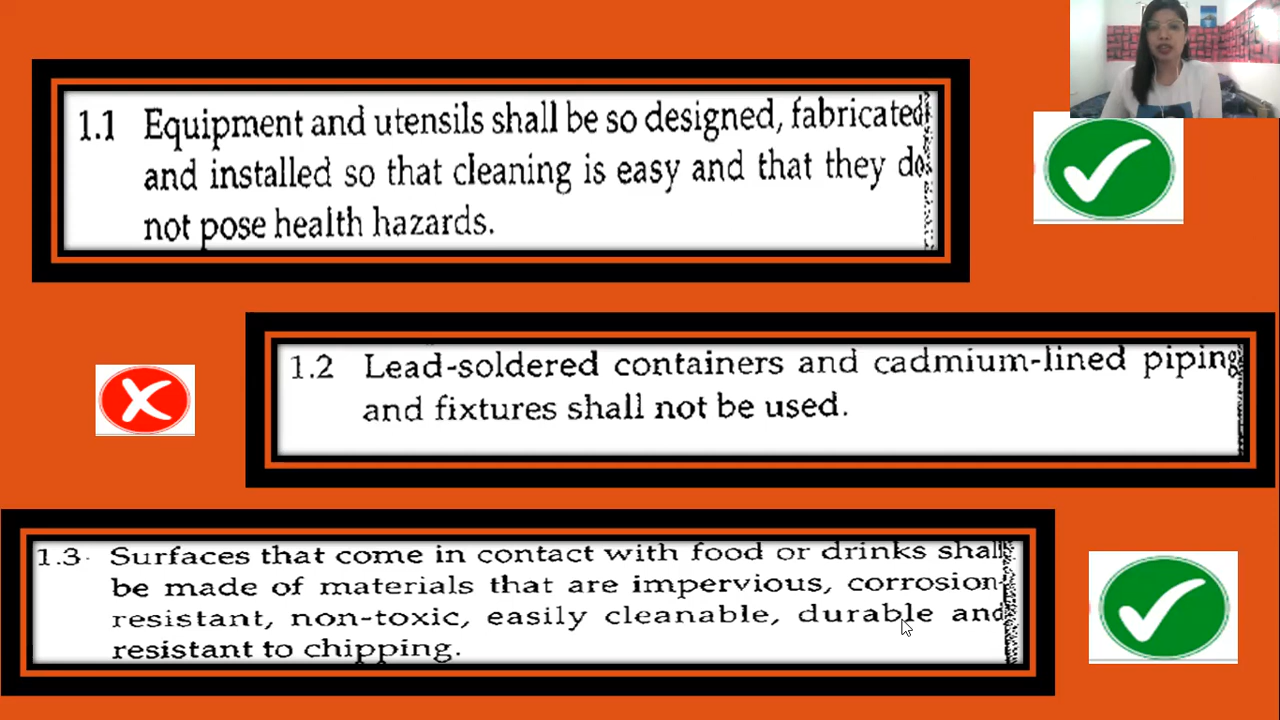 1.1 Equipment and utensils shall be so designed, fabricated
and installed so that cleaning is easy and that they do
not pose health hazards.
1.2 Lead-soldered containers and cadmium-lined piping
and fixtures shall not be used.
1.3 Surfaces that come in contact with food or drinks shall
be made of materials that are impervious, corrosion-
resistant, non-toxic, easily cleanable, durable and
resistant to chipping.